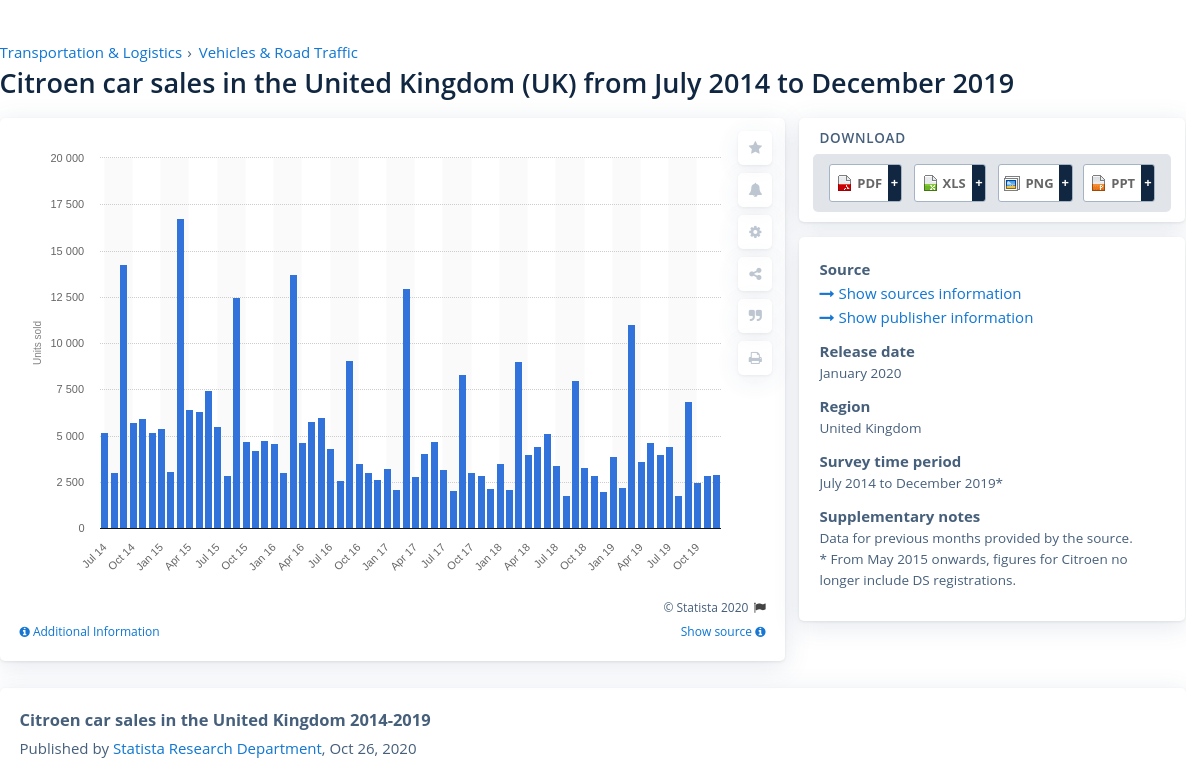 Transportation & Logistics › Vehicles & Road Traffic
Citroen car sales in the United Kingdom (UK) from July 2014 to December 2019
20 000
17 500
15 000
12 500
10 000
7 500
5 000
2 500
0
Units sold
Jul 14
Oct 14
Jan 15
Apr 15
Jul 15
Oct 15
Jan 16
Apr 16
Jul 16
Oct 16
Jan 17
Apr 17
Jul 17
Oct 17
Jan 18
Apr 18
Jul 18
Oct 18
Jan 19
Apr 19
Jul 19
Oct 19
© Statista 2020
Additional Information
Show source
DOWNLOAD
PDF +
XLS +
PNG +
PPT +
Source
Show sources information
Show publisher information
Release date
January 2020
Region
United Kingdom
Survey time period
July 2014 to December 2019*
Supplementary notes
Data for previous months provided by the source.
* From May 2015 onwards, figures for Citroen no
longer include DS registrations.
Citroen car sales in the United Kingdom 2014-2019
Published by Statista Research Department, Oct 26, 2020